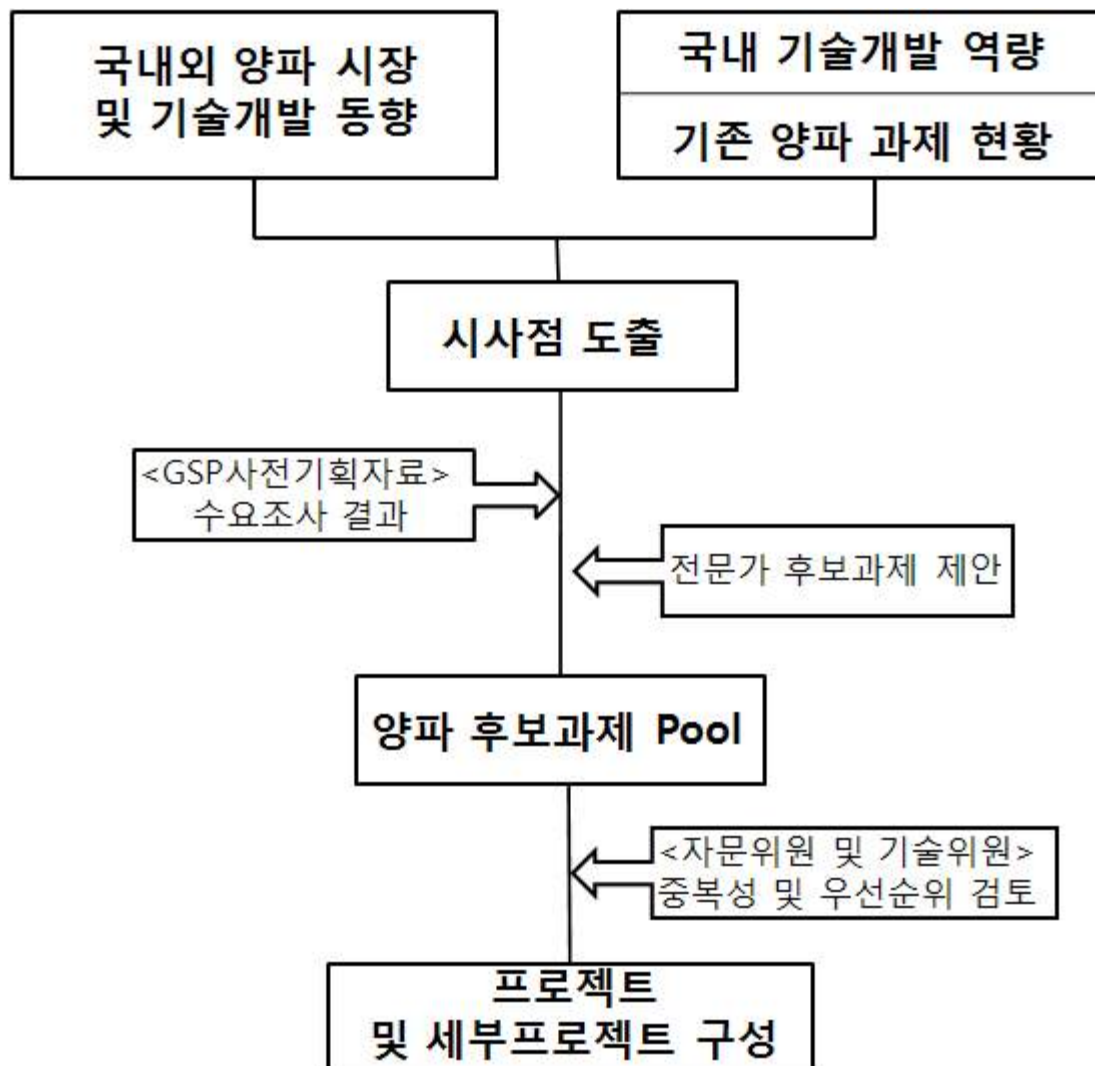 국내외 양파 시장
및 기술개발 동향
국내 기술개발 역량
기존 양파 과제 현황
시사점 도출
<GSP사전기획자료>
수요조사 결과
전문가 후보과제 제안
양파 후보과제 Pool
<자문위원 및 기술위원>
중복성 및 우선순위 검토
프로젝트
및 세부프로젝트 구성